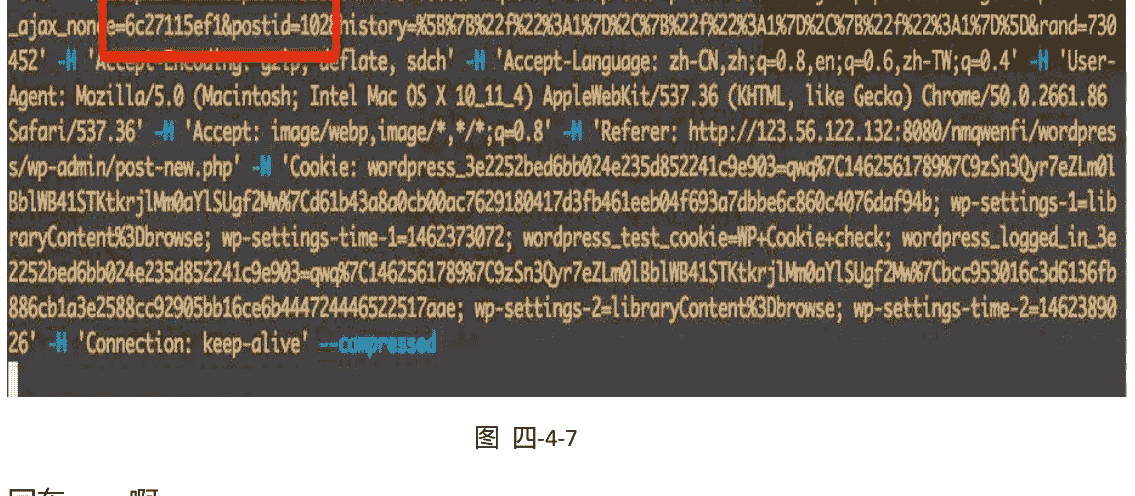 _ajax_nonce=6c27115ef1&postid=102&history=%5B%7B%22f%22%3A1%7D%2C%7B%22f%22%3A1%7D%2C%7B%22f%22%3A1%7D%5D&rand=730
452' -H 'Accept-Encoding: gzip, deflate, sdch' -H 'Accept-Language: zh-CN,zh;q=0.8,en;q=0.6,zh-TW;q=0.4' -H 'User-
Agent: Mozilla/5.0 (Macintosh; Intel Mac OS X 10_11_4) AppleWebKit/537.36 (KHTML, like Gecko) Chrome/50.0.2661.86
Safari/537.36' -H 'Accept: image/webp,image/*,*/*;q=0.8' -H 'Referer: http://123.56.122.132:8080/nmqwenfi/wordpres
s/wp-admin/post-new.php' -H 'Cookie: wordpress_3e2252bed6bb024e235d852241c9e903=qwq%7C1462561789%7C9zSn3Qyr7eZLm0l
BblWB41STKtkrjlMm0aYlSUgf2Mw%7Cd61b43a8a0cb00ac7629180417d3fb461eeb04f693a7dbbe6c860c4076daf94b; wp-settings-1=lib
raryContent%3Dbrowse; wp-settings-time-1=1462373072; wordpress_test_cookie=WP+Cookie+check; wordpress_logged_in_3e
2252bed6bb024e235d852241c9e903=qwq%7C1462561789%7C9zSn3Qyr7eZLm0lBblWB41STKtkrjlMm0aYlSUgf2Mw%7Cbcc953016c3d6136fb
886cb1a3e2588cc92905bb16ce6b444724446522517aae; wp-settings-2=libraryContent%3Dbrowse; wp-settings-time-2=14623890
26' -H 'Connection: keep-alive' --compressed
图 四-4-7